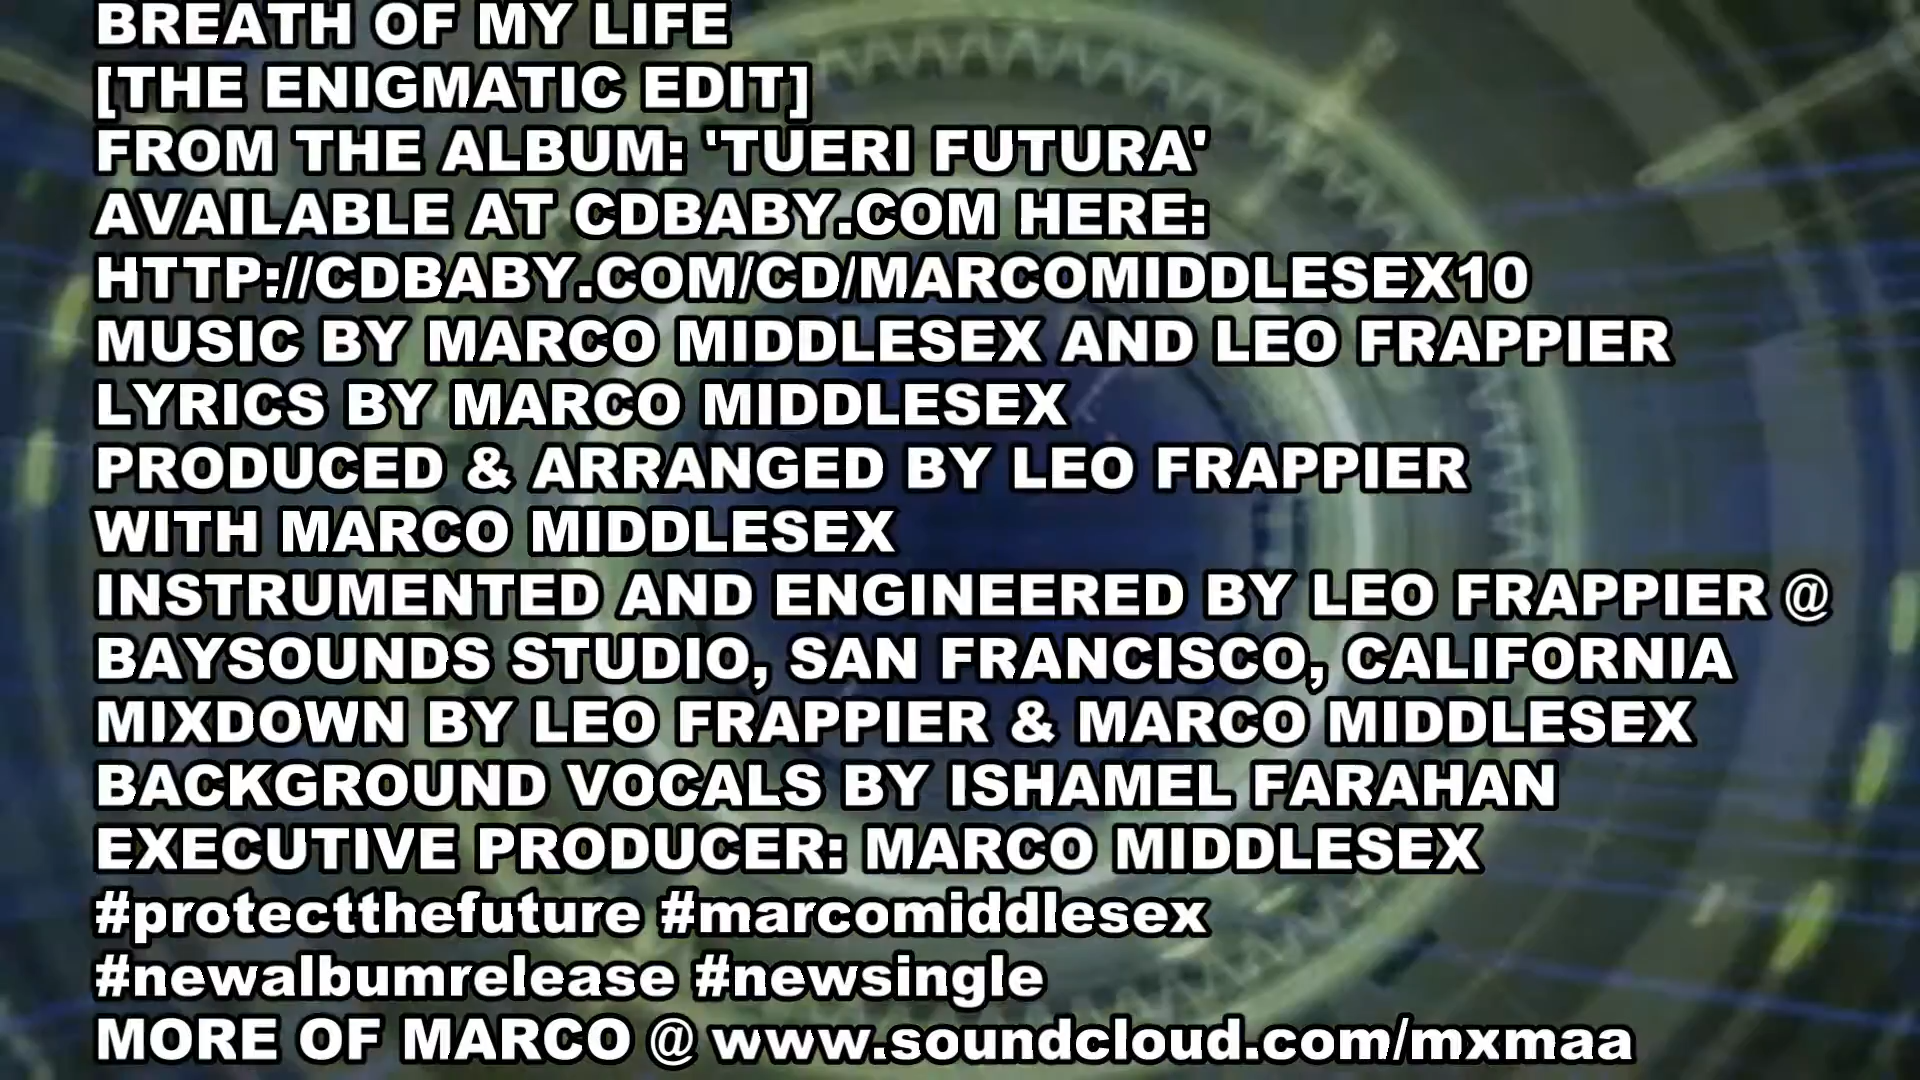 BREATH OF MY LIFE
[THE ENIGMATIC EDIT]
FROM THE ALBUM: 'TUERI FUTURA'
AVAILABLE AT CDBABY.COM HERE:
HTTP://CDBABY.COM/CD/MARCOMIDDLESEX10
MUSIC BY MARCO MIDDLESEX AND LEO FRAPPIER
LYRICS BY MARCO MIDDLESEX
PRODUCED & ARRANGED BY LEO FRAPPIER
WITH MARCO MIDDLESEX
INSTRUMENTED AND ENGINEERED BY LEO FRAPPIER @
BAYSOUNDS STUDIO, SAN FRANCISCO, CALIFORNIA
MIXDOWN BY LEO FRAPPIER & MARCO MIDDLESEX
BACKGROUND VOCALS BY ISHAMEL FARAHAN
EXECUTIVE PRODUCER: MARCO MIDDLESEX
#protectthefuture #marcomiddlesex
#newalbumrelease #newsingle
MORE OF MARCO @ www.soundcloud.com/mxmaa